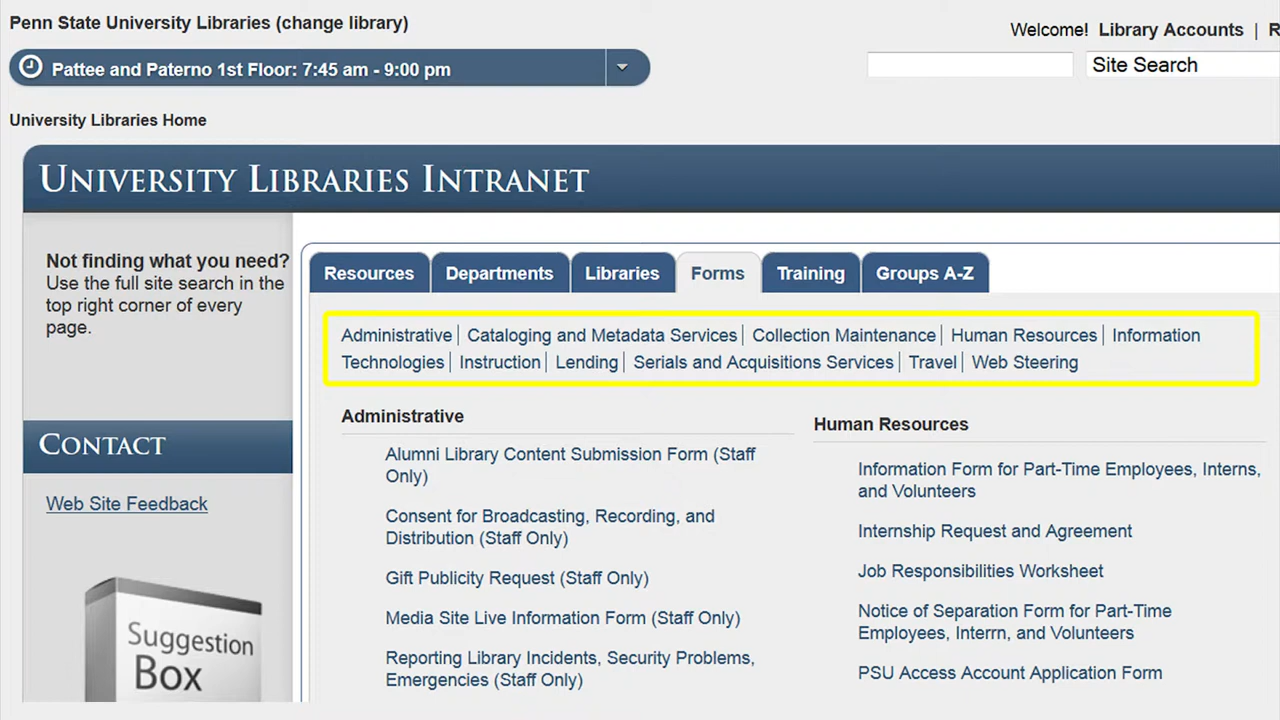 Penn State University Libraries (change library)
Welcome! Library Accounts | R
Pattee and Paterno 1st Floor: 7:45 am - 9:00 pm
Site Search
University Libraries Home
UNIVERSITY LIBRARIES INTRANET
Not finding what you need?
Use the full site search in the
top right corner of every
page.
CONTACT
Web Site Feedback
Suggestion
Box
Resources Departments Libraries Forms Training Groups A-Z
Administrative | Cataloging and Metadata Services | Collection Maintenance | Human Resources | Information
Technologies | Instruction | Lending | Serials and Acquisitions Services | Travel | Web Steering
Administrative
Alumni Library Content Submission Form (Staff
Only)
Consent for Broadcasting, Recording, and
Distribution (Staff Only)
Gift Publicity Request (Staff Only)
Media Site Live Information Form (Staff Only)
Reporting Library Incidents, Security Problems,
Emergencies (Staff Only)
Human Resources
Information Form for Part-Time Employees, Interns,
and Volunteers
Internship Request and Agreement
Job Responsibilities Worksheet
Notice of Separation Form for Part-Time
Employees, Interrn, and Volunteers
PSU Access Account Application Form